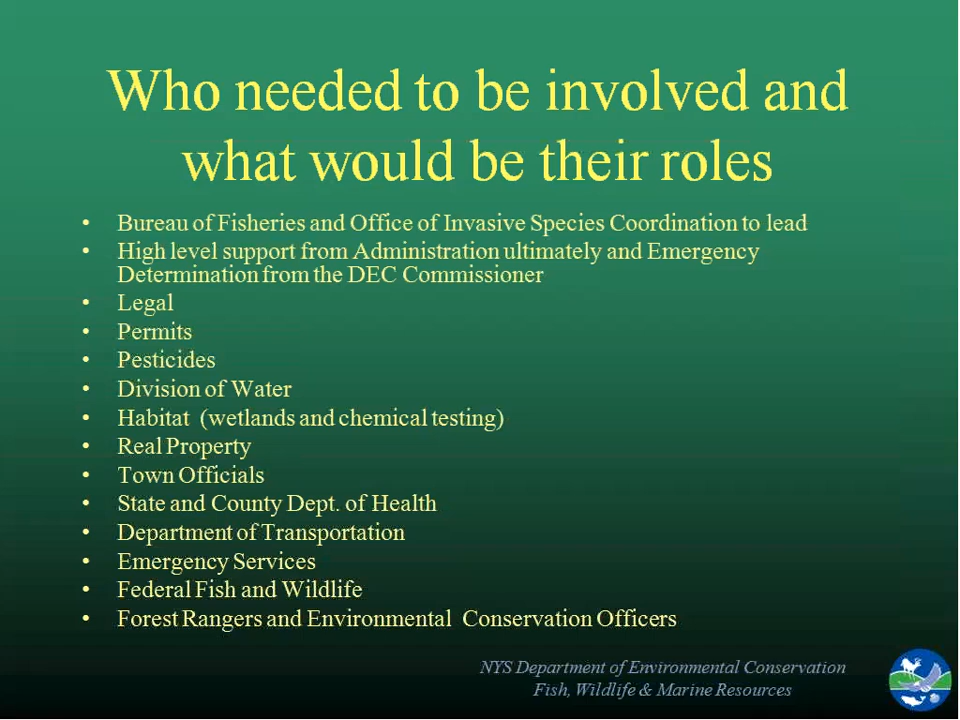 Who needed to be involved and
what would be their roles
• Bureau of Fisheries and Office of Invasive Species Coordination to lead
• High level support from Administration ultimately and Emergency
Determination from the DEC Commissioner
• Legal
• Permits
• Pesticides
• Division of Water
• Habitat (wetlands and chemical testing)
• Real Property
• Town Officials
• State and County Dept. of Health
• Department of Transportation
• Emergency Services
• Federal Fish and Wildlife
• Forest Rangers and Environmental Conservation Officers
NYS Department of Environmental Conservation
Fish, Wildlife & Marine Resources